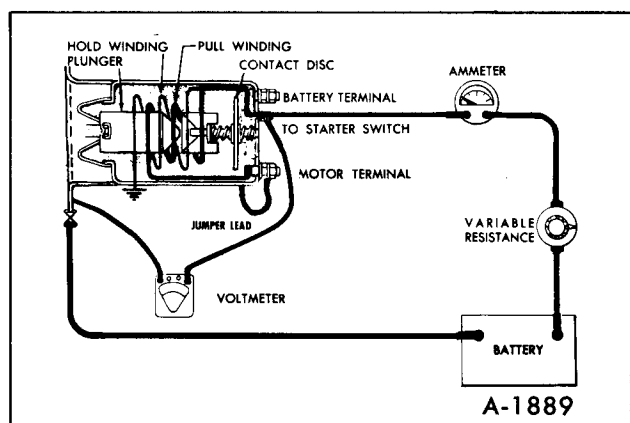 HOLD WINDING
PLUNGER
PULL WINDING
CONTACT DISC
AMMETER
BATTERY TERMINAL
TO STARTER SWITCH
MOTOR TERMINAL
JUMPER LEAD
VARIABLE
RESISTANCE
VOLTMETER
BATTERY
A-1889